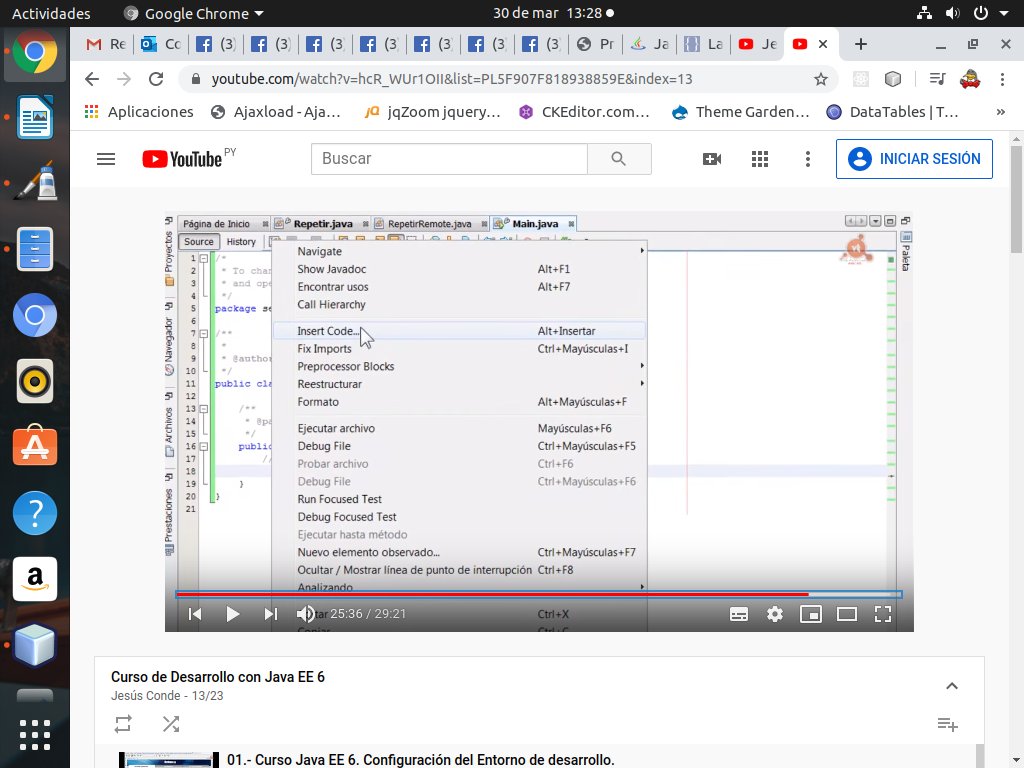 Actividades Google Chrome 30 de mar 13:28
Re Co (3) (3) (3) (3) (3) (3) (3) Pr Ja La Je
youtube.com/watch?v=hcR_WUr1OII&list=PL5F907F818938859E&index=13
Aplicaciones Ajaxload - Aja… jqZoom jquery… CKEditor.com… Theme Garden… DataTables | T… »
YouTube PY Buscar INICIAR SESIÓN
Página de Inicio Repetir.java RepetirRemote.java Main.java
Source History
Proyectos
Navegador
Archivos
Prestaciones
Paleta
1 /*
2 * To chan
3 * and ope
4 */
5 package se
6
7 /**
8 *
9 * @author
10 */
11 public cla
12
13 /**
14 * @pa
15 */
16 public
17 //
18
19 }
20 }
21
Navigate
Show Javadoc Alt+F1
Encontrar usos Alt+F7
Call Hierarchy
Insert Code... Alt+Insertar
Fix Imports Ctrl+Mayúsculas+I
Preprocessor Blocks
Reestructurar
Formato Alt+Mayúsculas+F
Ejecutar archivo Mayúsculas+F6
Debug File Ctrl+Mayúsculas+F5
Probar archivo Ctrl+F6
Debug File Ctrl+Mayúsculas+F6
Run Focused Test
Debug Focused Test
Ejecutar hasta método
Nuevo elemento observado... Ctrl+Mayúsculas+F7
Ocultar / Mostrar línea de punto de interrupción Ctrl+F8
Analizando
Ctrl+X
Copiar Ctrl+C
25:36 / 29:21
Curso de Desarrollo con Java EE 6
Jesús Conde - 13/23
01.- Curso Java EE 6. Configuración del Entorno de desarrollo.